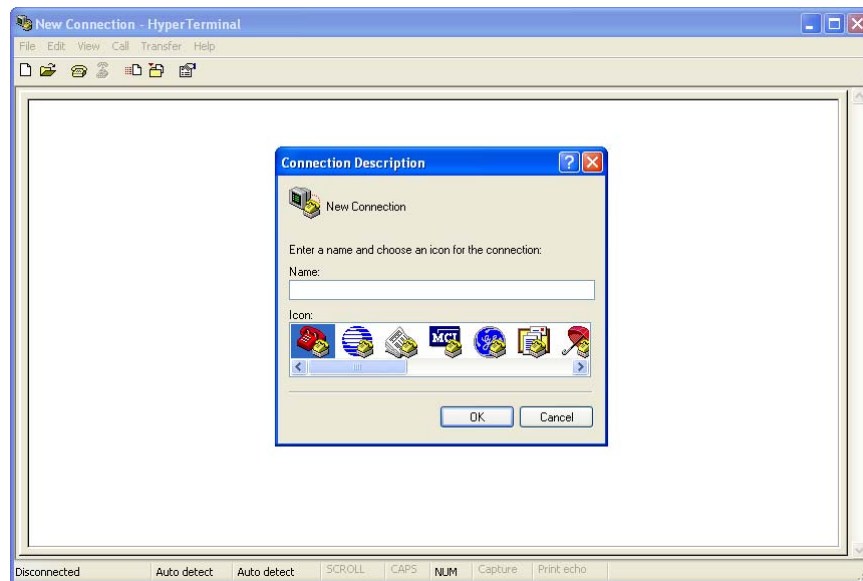 New Connection - HyperTerminal
File Edit View Call Transfer Help
Connection Description
New Connection
Enter a name and choose an icon for the connection:
Name:
Icon:
MCI
OK Cancel
Disconnected Auto detect Auto detect SCROLL CAPS NUM Capture Print echo